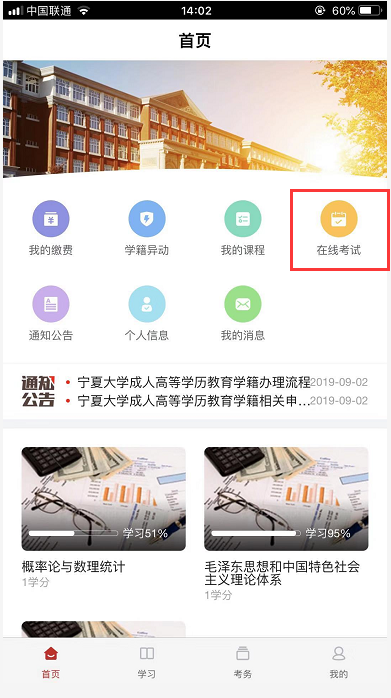 中国联通
14:02
60%
首页
我的缴费
学籍异动
我的课程
在线考试
通知公告
个人信息
我的消息
通知
公告
宁夏大学成人高等学历教育学籍办理流程
2019-09-02
宁夏大学成人高等学历教育学籍相关申...
2019-09-02
学习51%
学习95%
概率论与数理统计
1学分
毛泽东思想和中国特色社会
主义理论体系
1学分
首页
学习
考务
我的